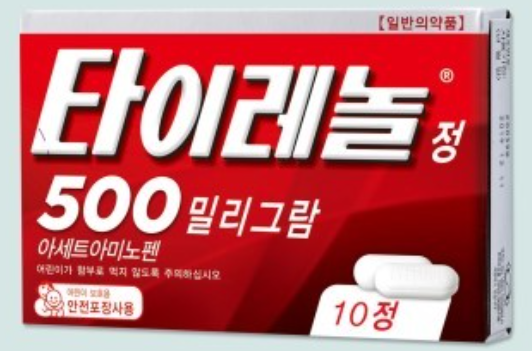 【일반의약품】
타이레놀® 정
500 밀리그람
아세트아미노펜
어린이가 함부로 먹지 않도록 주의하십시오
어린이 보호용
안전포장사용
10정